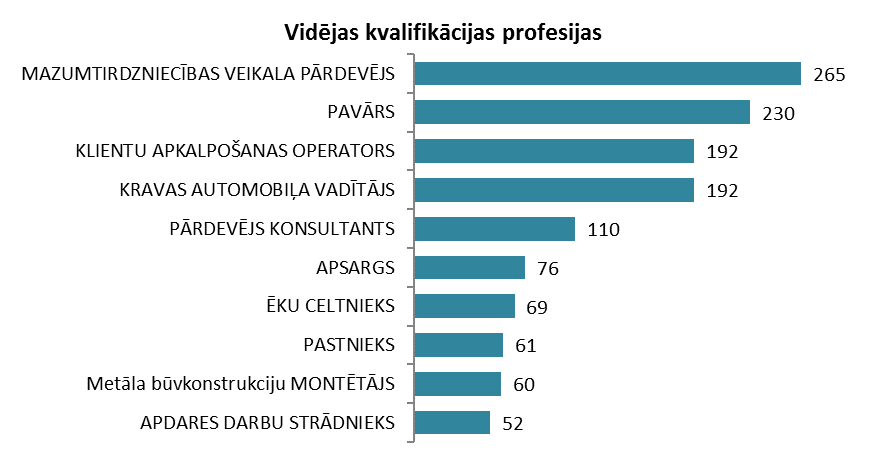 Vidējas kvalifikācijas profesijas
MAZUMTIRDZNIECĪBAS VEIKALA PĀRDEVĒJS 265
PAVĀRS 230
KLIENTU APKALPOŠANAS OPERATORS 192
KRAVAS AUTOMOBIĻA VADĪTĀJS 192
PĀRDEVĒJS KONSULTANTS 110
APSARGS 76
ĒKU CELTNIEKS 69
PASTNIEKS 61
Metāla būvkonstrukciju MONTĒTĀJS 60
APDARES DARBU STRĀDNIEKS 52